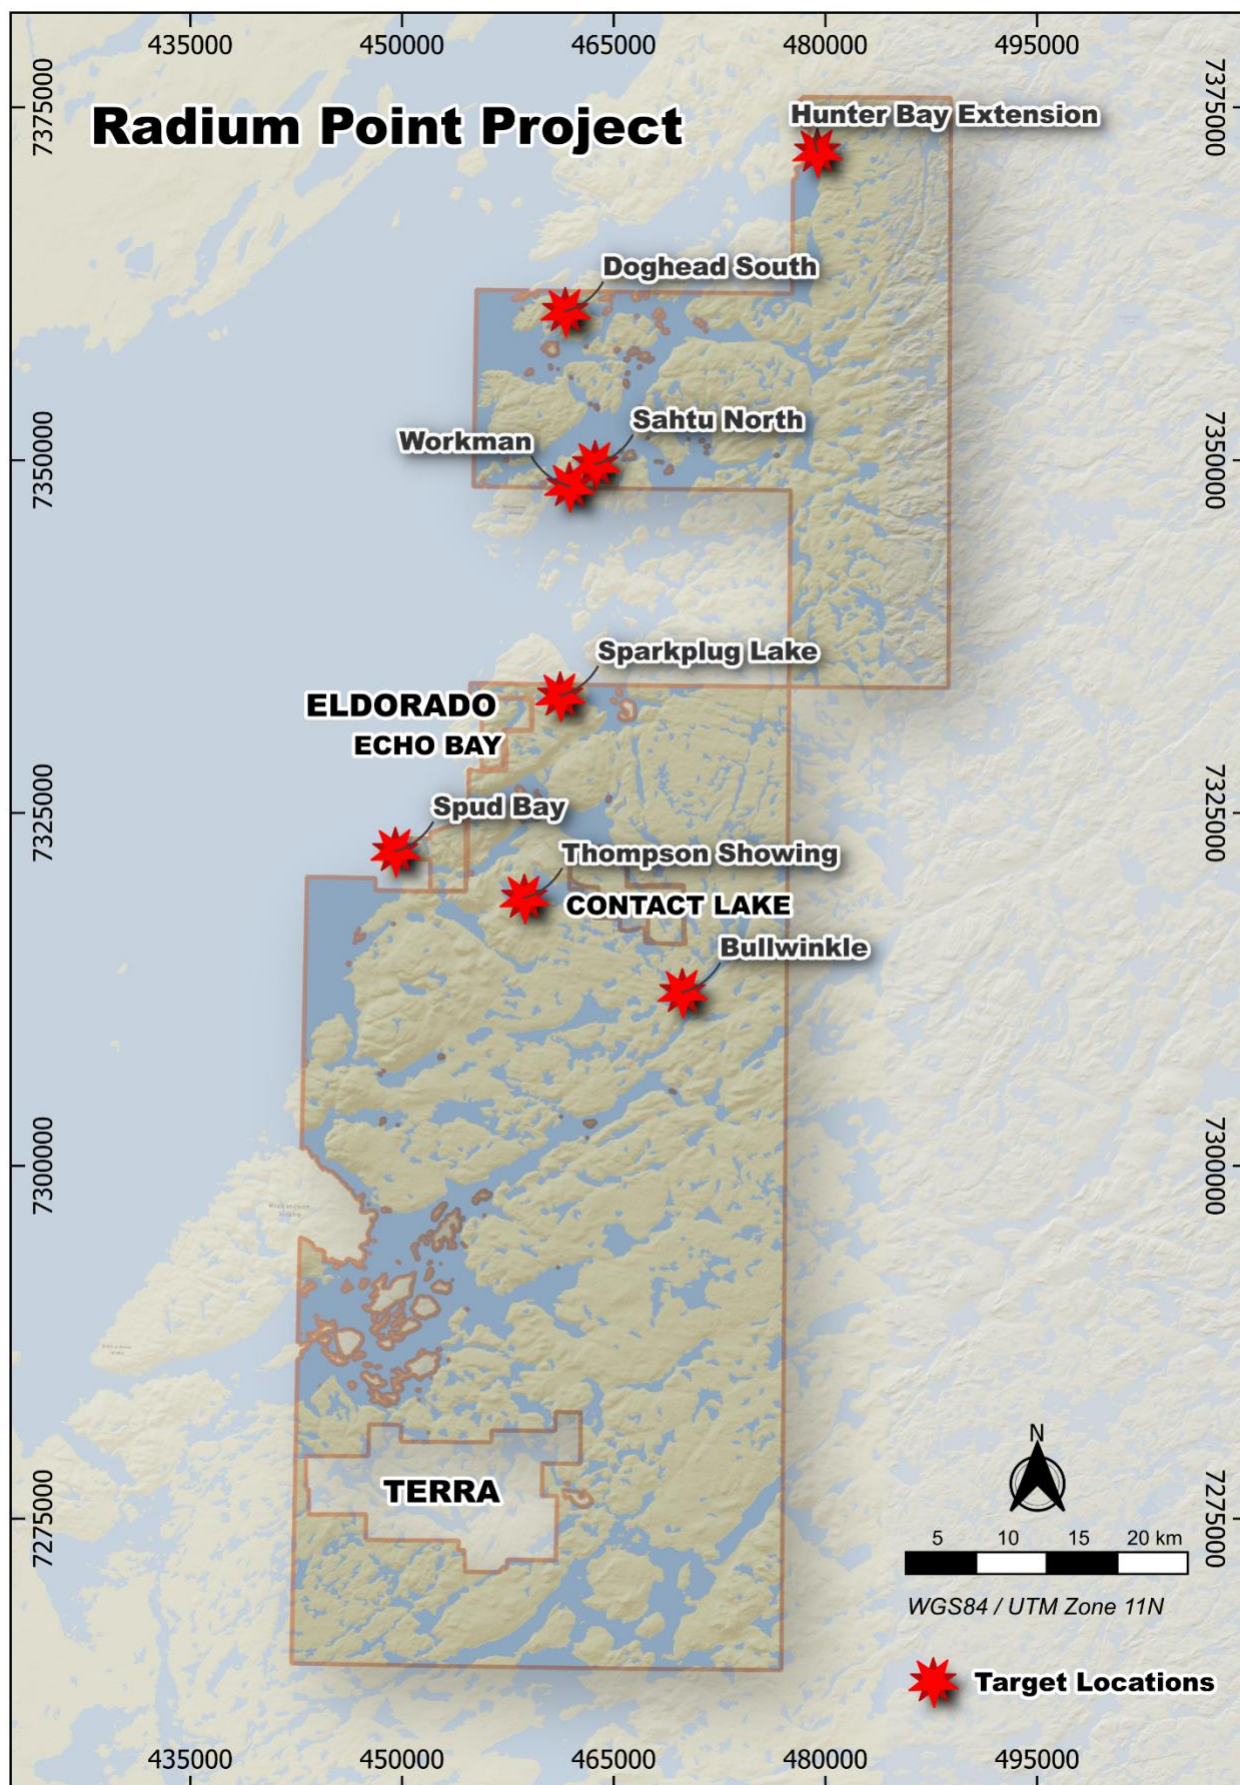 435000 450000 465000 480000 495000
7375000
7375000
Radium Point Project
Hunter Bay Extension
Doghead South
Sahtu North
Workman
7350000
7350000
Sparkplug Lake
ELDORADO
ECHO BAY
Spud Bay
7325000
7325000
Thompson Showing
CONTACT LAKE
Bullwinkle
7300000
7300000
N
TERRA
7275000
7275000
5 10 15 20 km
WGS84 / UTM Zone 11N
Target Locations
435000 450000 465000 480000 495000